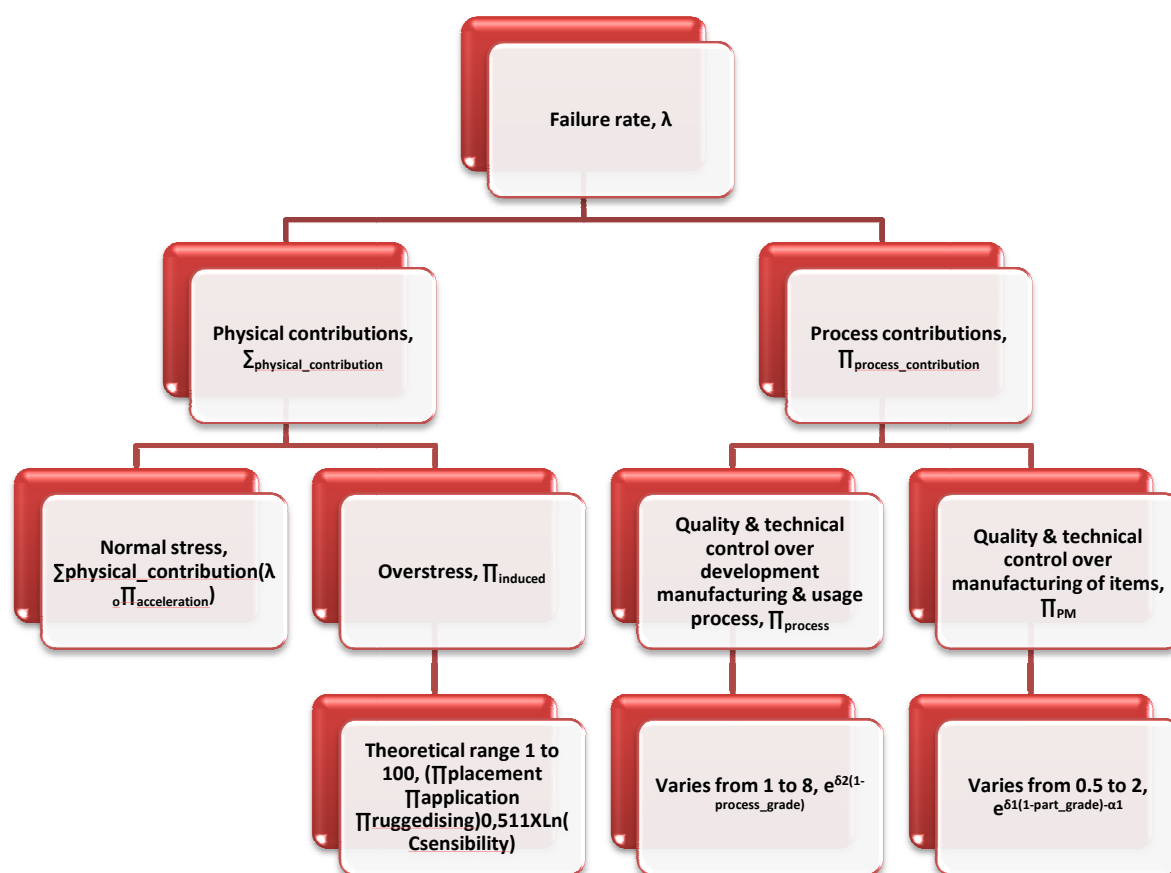 Failure rate, λ
Physical contributions,
Σphysical_contribution
Process contributions,
∏process_contribution
Normal stress,
∑physical_contribution(λ
o∏acceleration)
Overstress, ∏induced
Quality & technical
control over
development
manufacturing & usage
process, ∏process
Quality & technical
control over
manufacturing of items,
∏PM
Theoretical range 1 to
100, (∏placement
∏application
∏ruggedising)0,511XLn(
Csensibility)
Varies from 1 to 8, eδ2(1-
process_grade)
Varies from 0.5 to 2,
eδ1(1-part_grade)-α1